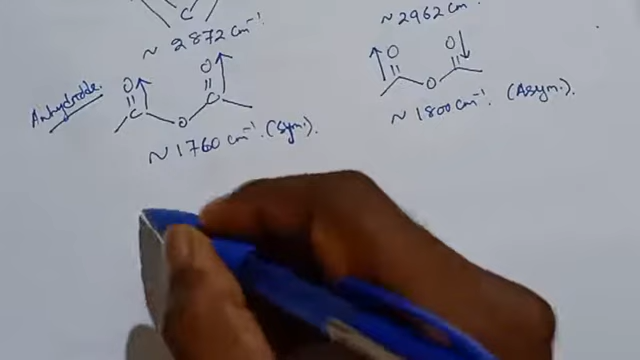 C
~ 2872 cm⁻¹
~ 2962 cm⁻¹
Anhydride
O O
C C
O
~ 1760 cm⁻¹. (Sym).
O O
O
~ 1800 cm⁻¹. (Asym).